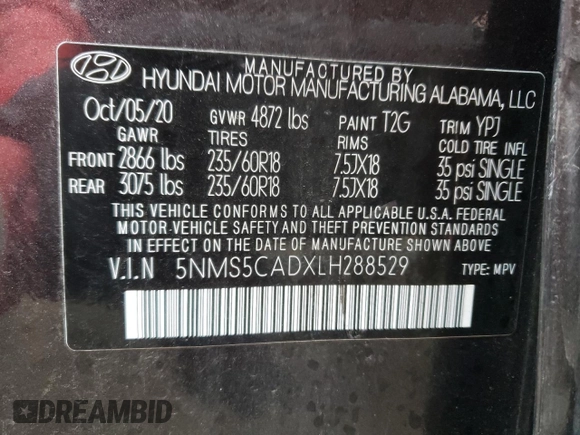 MANUFACTURED BY
HYUNDAI MOTOR MANUFACTURING ALABAMA, LLC
Oct/05/20 GVWR 4872 lbs PAINT T2G TRIM YPJ
GAWR TIRES RIMS COLD TIRE INFL
FRONT 2866 lbs 235/60R18 7.5JX18 35 psi SINGLE
REAR 3075 lbs 235/60R18 7.5JX18 35 psi SINGLE
THIS VEHICLE CONFORMS TO ALL APPLICABLE U.S.A. FEDERAL
MOTOR VEHICLE SAFETY AND THEFT PREVENTION
STANDARDS IN EFFECT ON THE DATE OF MANUFACTURE SHOWN ABOVE.
V.I.N 5NMS5CADXLH288529 TYPE: MPV
DREAMBID